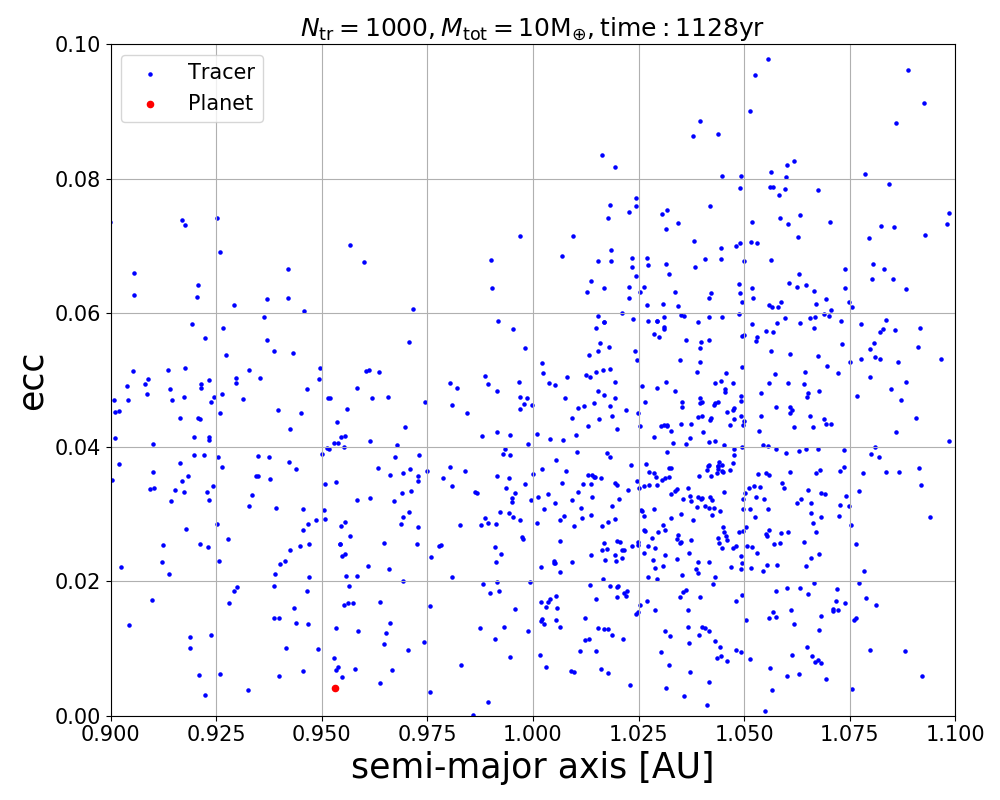 N_tr = 1000, M_tot = 10M_⊕, time : 1128yr
Tracer
Planet
0.10
0.08
0.06
0.04
0.02
0.00
ecc
0.900 0.925 0.950 0.975 1.000 1.025 1.050 1.075 1.100
semi-major axis [AU]